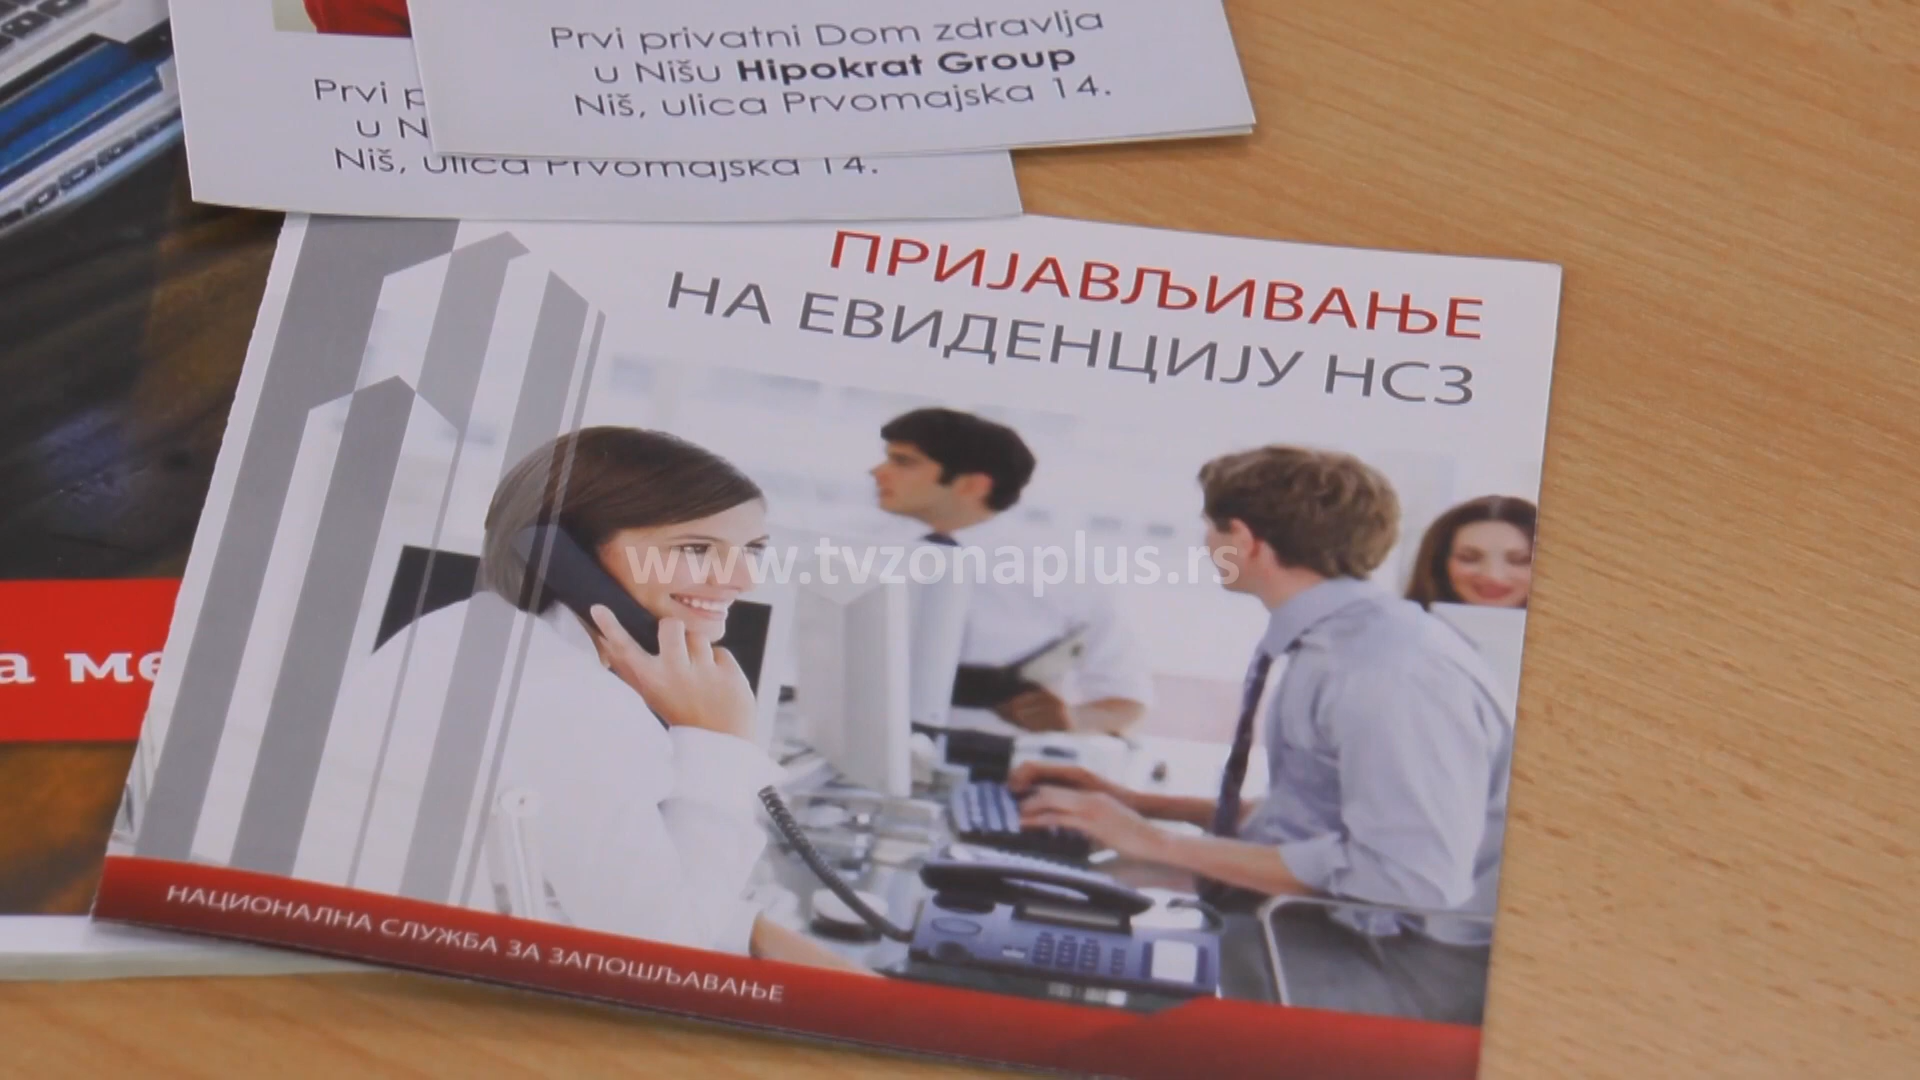 Prvi privatni Dom zdravlja
u Nišu Hipokrat Group
Niš, ulica Prvomajska 14.
Prvi
Niš, ulica Prvomajska 14.
ПРИЈАВЉИВАЊЕ
НА ЕВИДЕНЦИЈУ НСЗ
www.tvzonaplus.rs
НАЦИОНАЛНА СЛУЖБА ЗА ЗАПОШЉАВАЊЕ